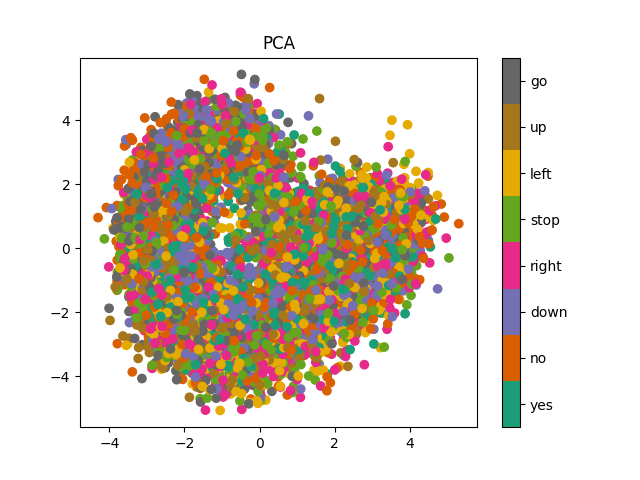 PCA
4
2
0
−2
−4
−4
−2
0
2
4
go
up
left
stop
right
down
no
yes